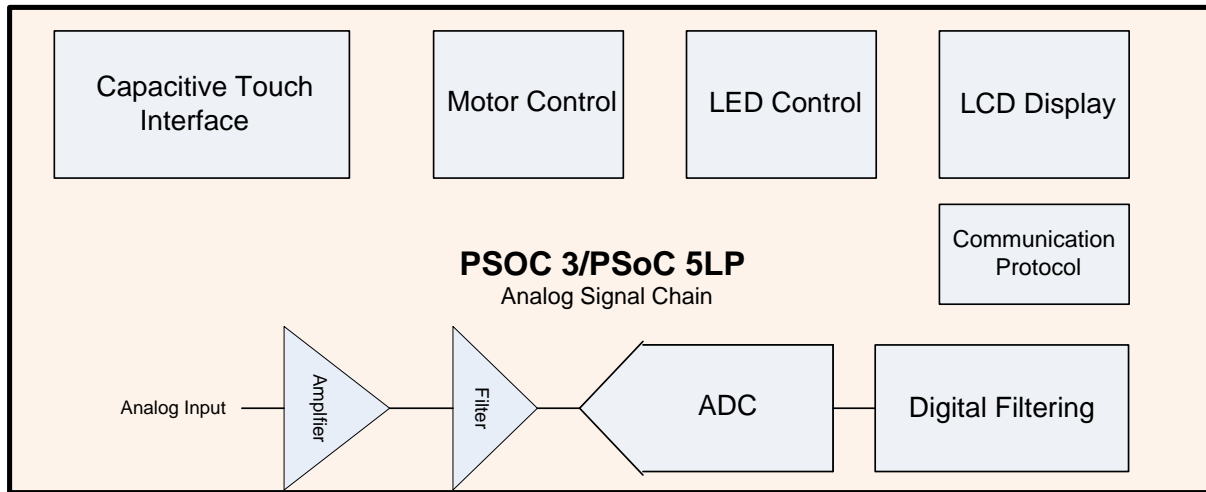 Capacitive Touch
Interface
Motor Control
LED Control
LCD Display
Communication
Protocol
PSOC 3/PSoC 5LP
Analog Signal Chain
Analog Input
Amplfier
Filter
ADC
Digital Filtering